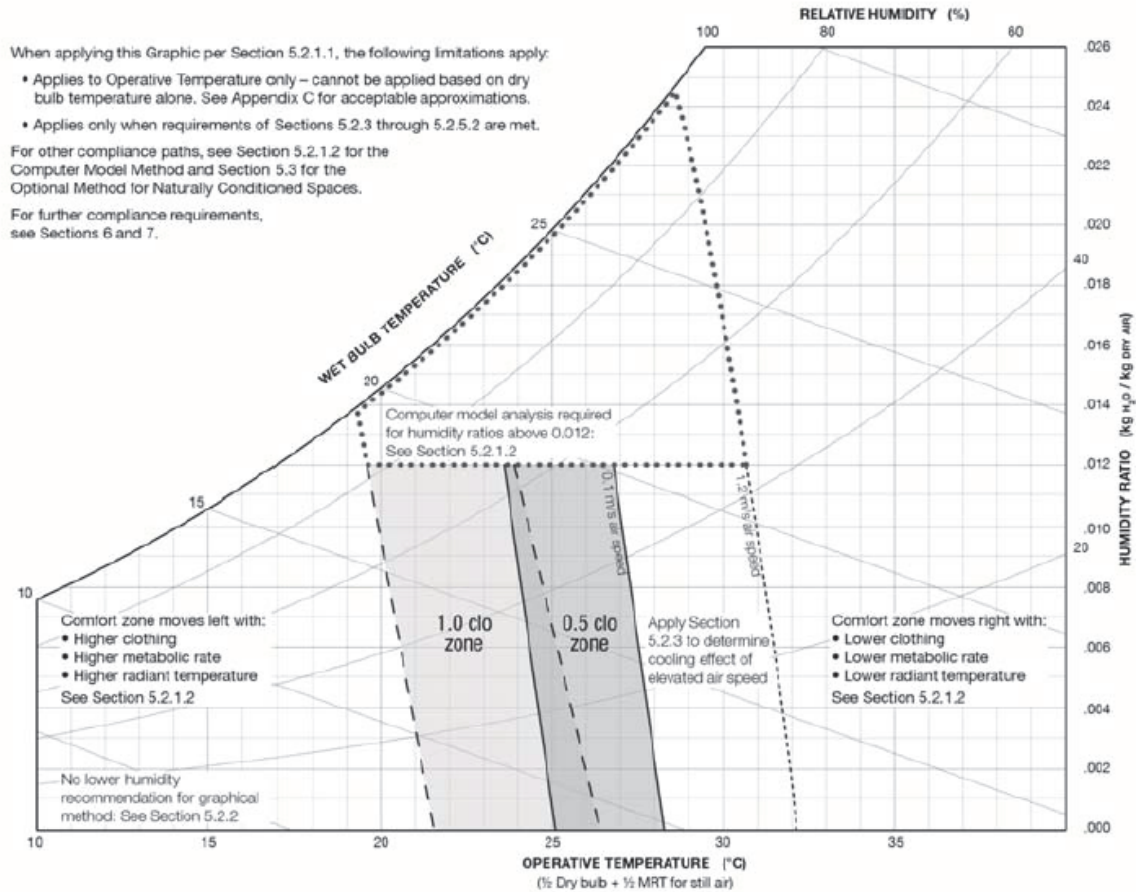 RELATIVE HUMIDITY (%)
100
80
60
When applying this Graphic per Section 5.2.1.1, the following limitations apply:
• Applies to Operative Temperature only – cannot be applied based on dry
bulb temperature alone. See Appendix C for acceptable approximations.
• Applies only when requirements of Sections 5.2.3 through 5.2.5.2 are met.
For other compliance paths, see Section 5.2.1.2 for the
Computer Model Method and Section 5.3 for the
Optional Method for Naturally Conditioned Spaces.
For further compliance requirements,
see Sections 6 and 7.
WET BULB TEMPERATURE (°C)
10
15
20
25
Computer model analysis required
for humidity ratios above 0.012:
See Section 5.2.1.2
0.1 m/s air speed
1.2 m/s air speed
Comfort zone moves left with:
• Higher clothing
• Higher metabolic rate
• Higher radiant temperature
See Section 5.2.1.2
1.0 clo
zone
0.5 clo
zone
Apply Section
5.2.3 to determine
cooling effect of
elevated air speed
Comfort zone moves right with:
• Lower clothing
• Lower metabolic rate
• Lower radiant temperature
See Section 5.2.1.2
No lower humidity
recommendation for graphical
method: See Section 5.2.2
.026
.024
.022
.020
40
.018
.016
.014
.012
.010
20
.008
.006
.004
.002
.000
HUMIDITY RATIO (kg H₂O / kg DRY AIR)
10
15
20
25
30
35
OPERATIVE TEMPERATURE (°C)
(½ Dry bulb + ½ MRT for still air)